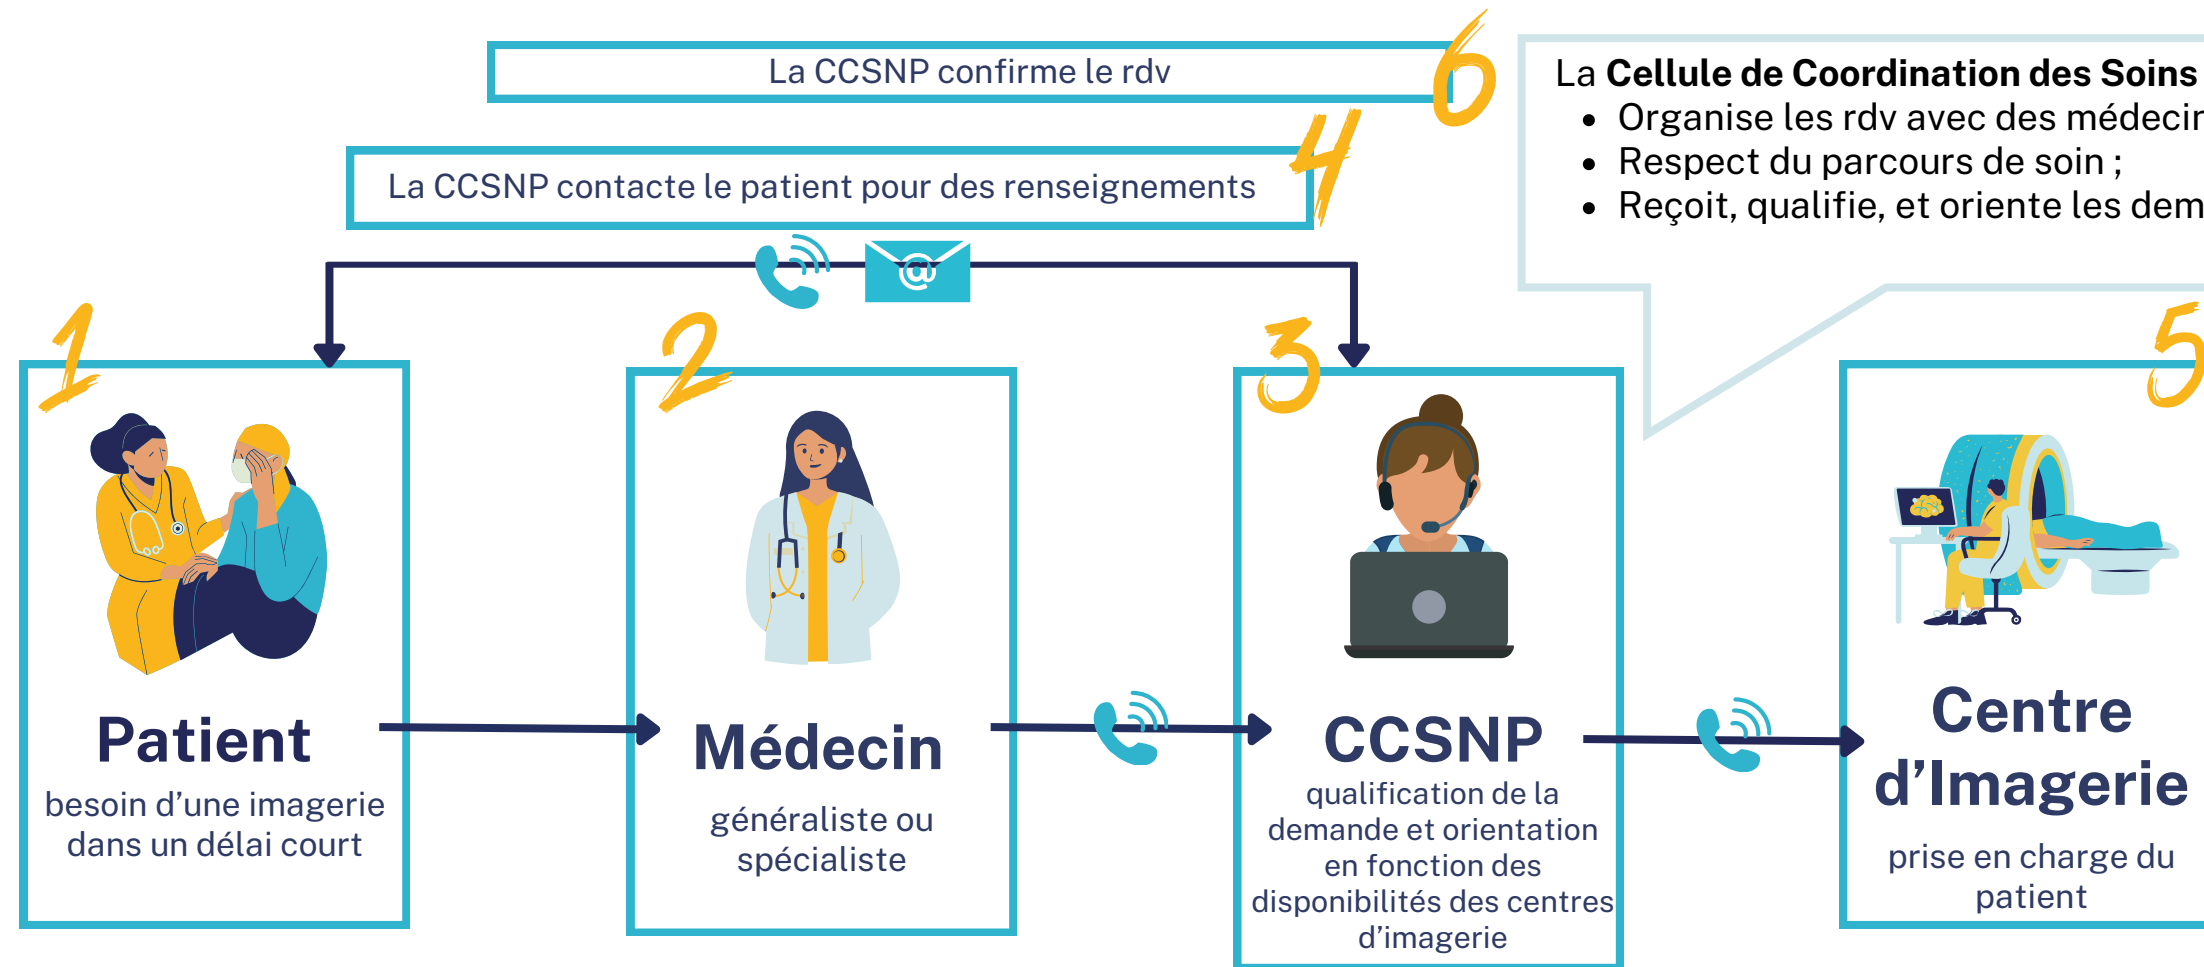 6
La CCSNP confirme le rdv
4
La CCSNP contacte le patient pour des renseignements
La Cellule de Coordination des Soins
• Organise les rdv avec des
• Respect du parcours de soin ;
• Reçoit, qualifie, et oriente les
@
1
Patient
besoin d’une imagerie
dans un délai court
2
Médecin
généraliste ou
spécialiste
3
CCSNP
qualification de la
demande et orientation
en fonction des
disponibilités des centres
d’imagerie
5
Centre
d’Imagerie
prise en charge du
patient